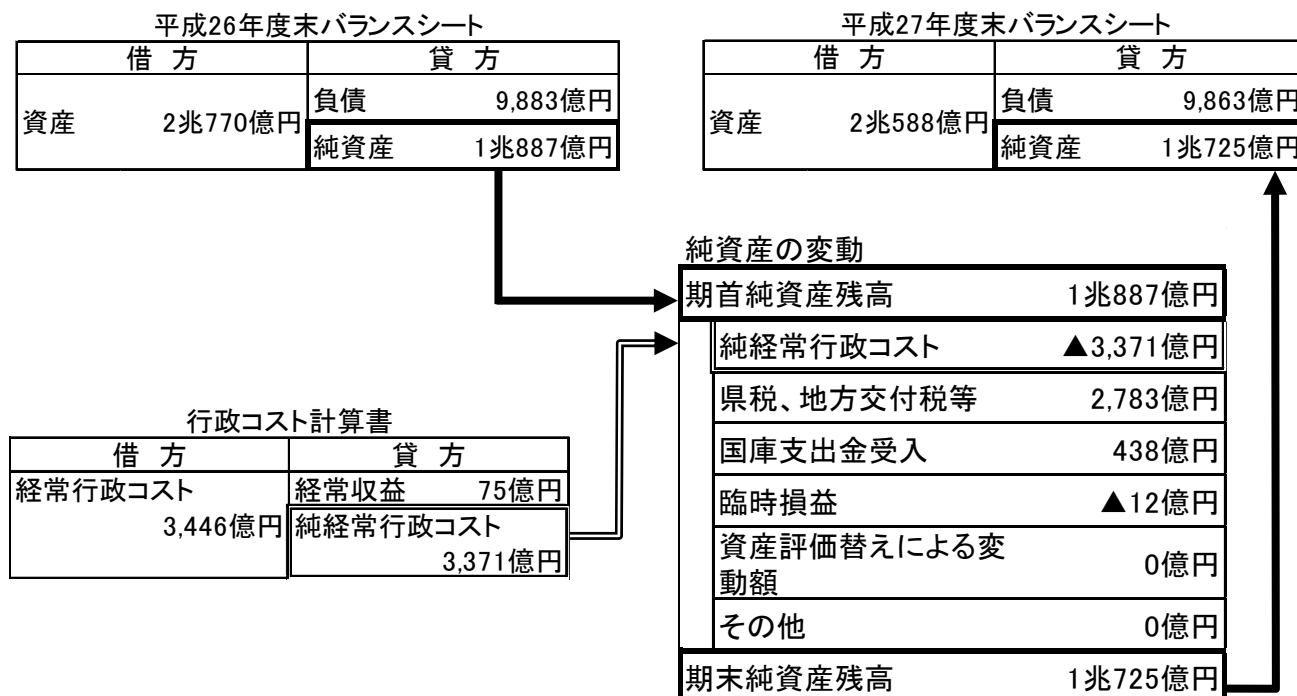 平成26年度末バランスシート
借 方 貸 方
資産 2兆770億円
負債 9,883億円
純資産 1兆887億円
平成27年度末バランスシート
借 方 貸 方
資産 2兆588億円
負債 9,863億円
純資産 1兆725億円
純資産の変動
期首純資産残高 1兆887億円
純経常行政コスト ▲3,371億円
県税、地方交付税等 2,783億円
国庫支出金受入 438億円
臨時損益 ▲12億円
資産評価替えによる変
動額 0億円
その他 0億円
期末純資産残高 1兆725億円
行政コスト計算書
借 方 貸 方
経常行政コスト
3,446億円
経常収益 75億円
純経常行政コスト
3,371億円